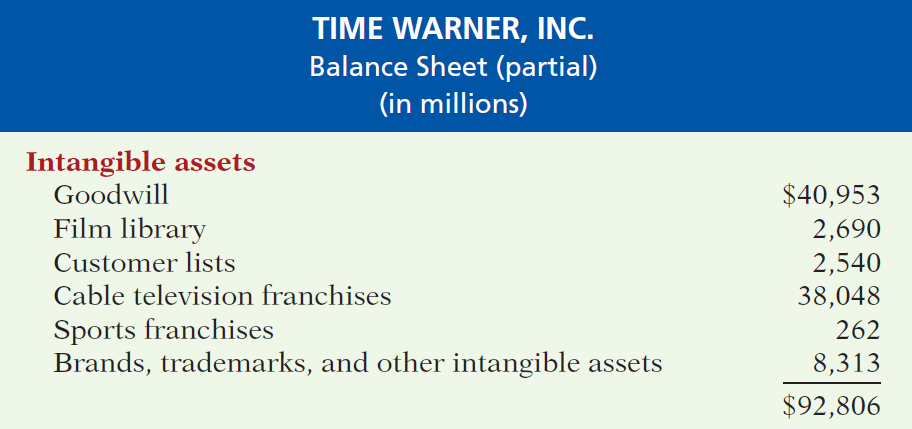 TIME WARNER, INC.
Balance Sheet (partial)
(in millions)
Intangible assets
Goodwill $40,953
Film library 2,690
Customer lists 2,540
Cable television franchises 38,048
Sports franchises 262
Brands, trademarks, and other intangible assets 8,313
$92,806